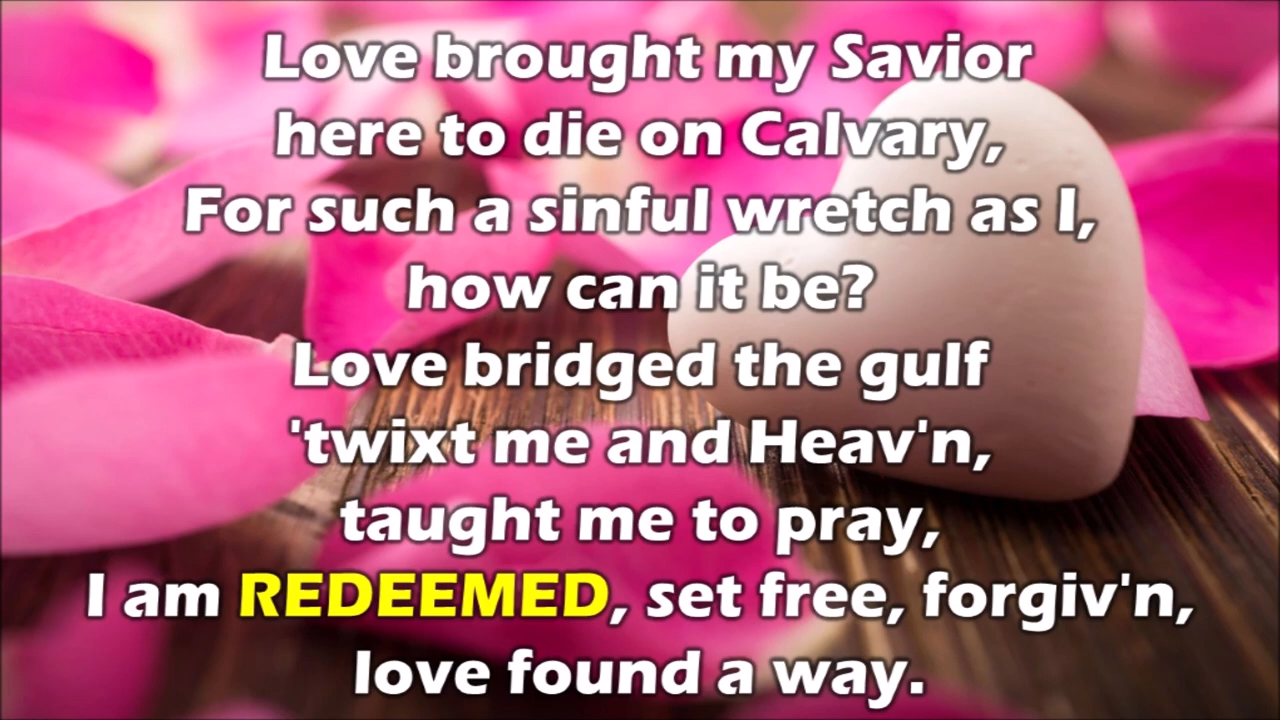 Love brought my Savior
here to die on Calvary,
For such a sinful wretch as I,
how can it be?
Love bridged the gulf
'twixt me and Heav'n,
taught me to pray,
I am REDEEMED, set free, forgiv'n,
love found a way.